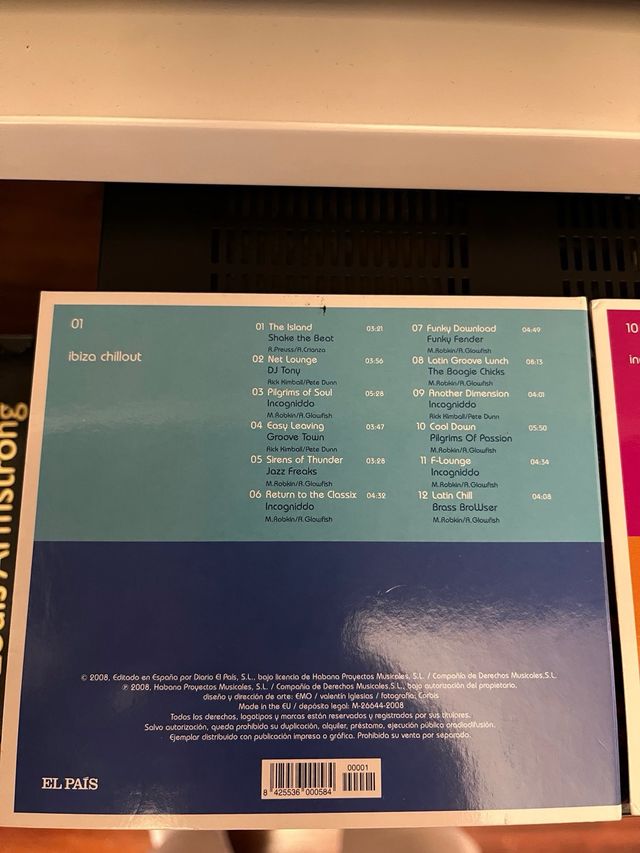 01
ibiza chillout
01 The Island 03:21
Shake the Beat
R.Preuss/R.Crianza
02 Net Lounge 03:56
DJ Tony
Rick Kimball/Pete Dunn
03 Pilgrims of Soul 05:28
Incogniddo
M.Robkin/R.Glowfish
04 Easy Leaving 03:47
Groove Town
Rick Kimball/Pete Dunn
05 Sirens of Thunder 03:28
Jazz Freaks
M.Robkin/R.Glowfish
06 Return to the Classix 04:32
Incogniddo
M.Robkin/R.Glowfish
07 Funky Download 04:49
Funky Fender
M.Robkin/R.Glowfish
08 Latin Groove Lunch 08:13
The Boogie Chicks
M.Robkin/R.Glowfish
09 Another Dimension 04:01
Incogniddo
Rick Kimball/Pete Dunn
10 Cool Down 05:50
Pilgrims Of Passion
M.Robkin/R.Glowfish
11 F-Lounge 04:34
Incogniddo
M.Robkin/R.Glowfish
12 Latin Chill 04:08
Brass BroWser
M.Robkin/R.Glowfish
© 2008, Editado en España por Diario El País, S.L., bajo licencia de Habana Proyectos Musicales, S.L. / Compañía de Derechos Musicales,S.L.
℗ 2008, Habana Proyectos Musicales, S.L. / Compañía de Derechos Musicales,S.L., bajo autorización del propietario.
diseño y dirección de arte: EMO / valentín iglesias / fotografía: Corbis
Made in the EU / depósito legal: M-26644-2008
Todos los derechos, logotipos y marcas están reservados y registrados por sus titulares.
Salvo autorización, queda prohibida su duplicación, alquiler, préstamo, ejecución pública oradiodifusión.
Ejemplar distribuido con publicación impresa o gráfica. Prohibida su venta por separado.
EL PAÍS
00001
8 425536 000584
Armstrong
10